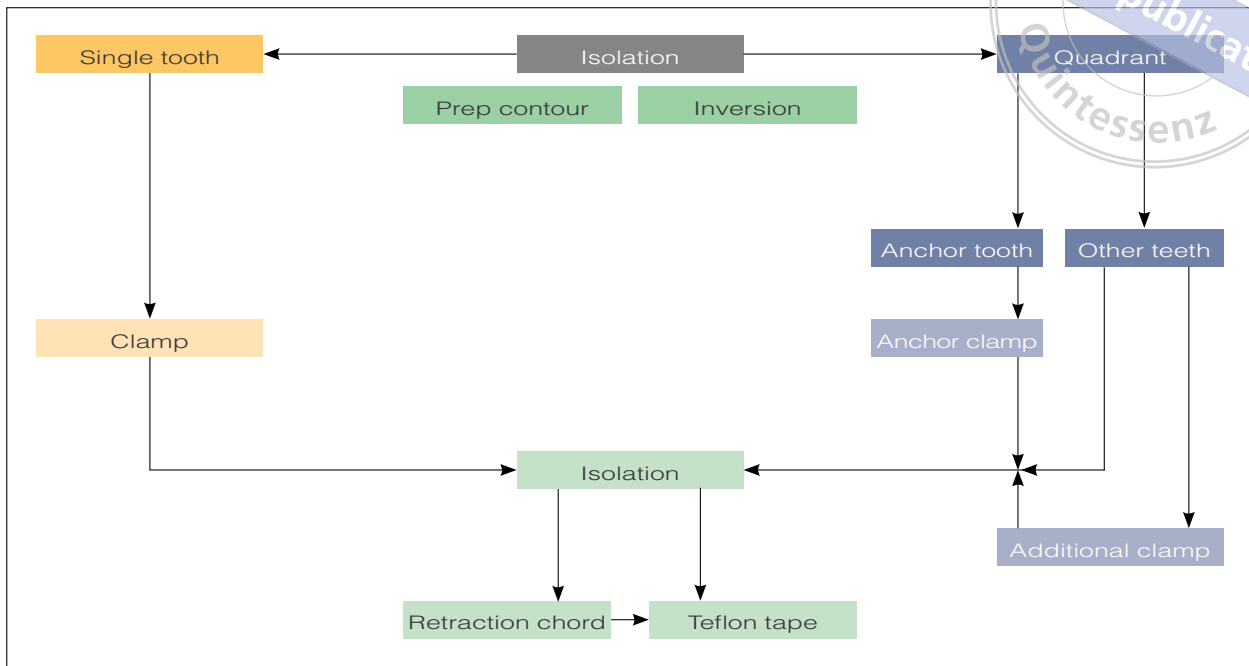 Single tooth
Isolation
Quadrant
Prep contour
Inversion
Quintessenz
Anchor tooth
Other teeth
Clamp
Anchor clamp
Isolation
Additional clamp
Retraction chord
Teflon tape